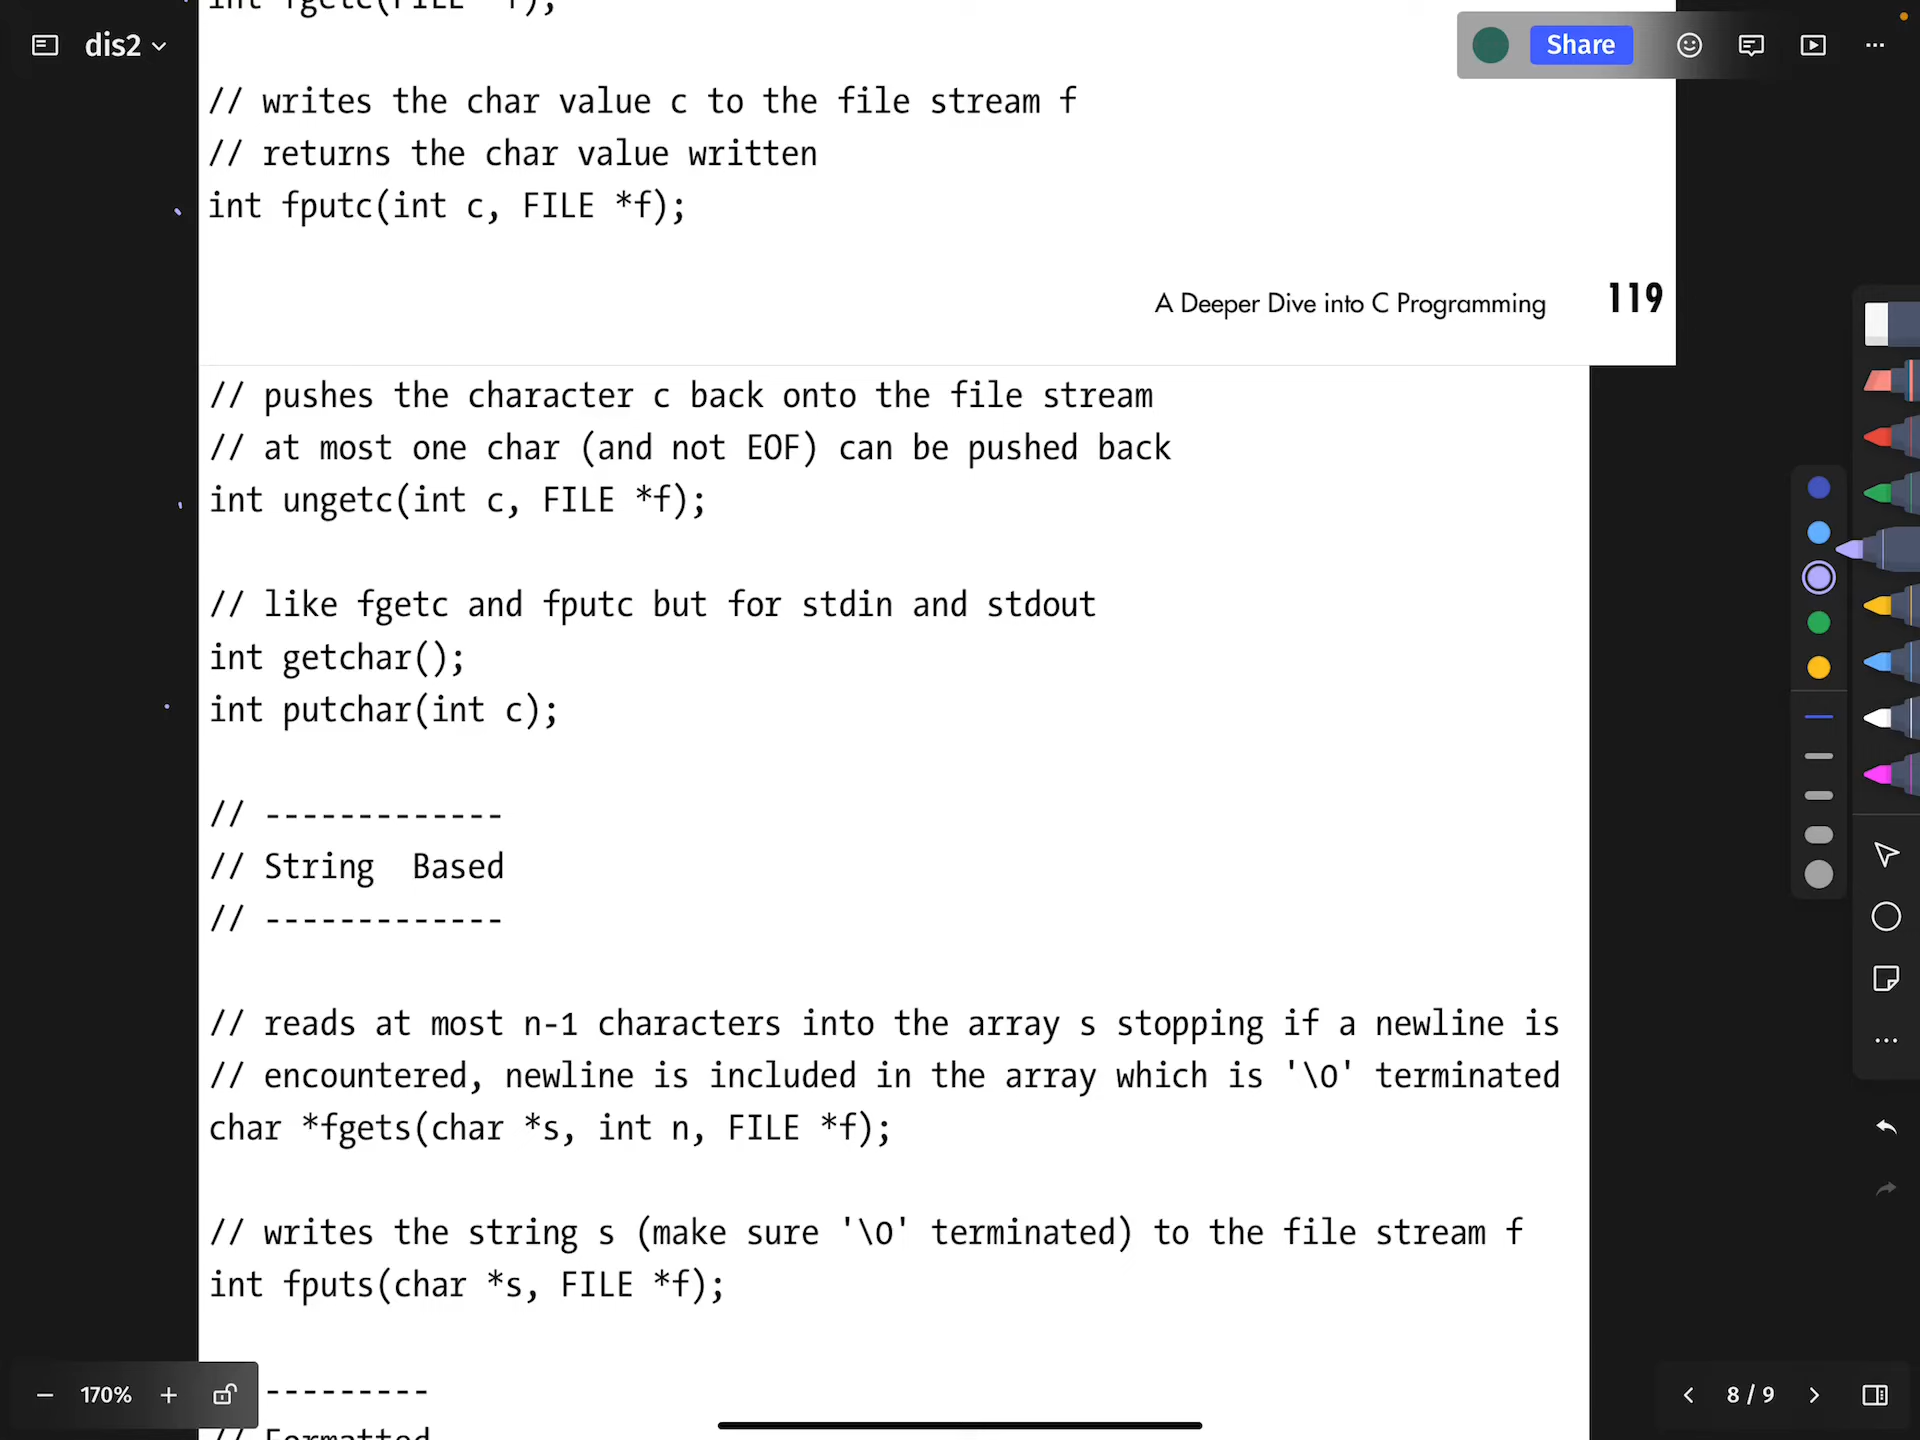 int fgetc(FILE *f);
dis2
Share
// writes the char value c to the file stream f
// returns the char value written
int fputc(int c, FILE *f);
A Deeper Dive into C Programming 119
// pushes the character c back onto the file stream
// at most one char (and not EOF) can be pushed back
int ungetc(int c, FILE *f);
// like fgetc and fputc but for stdin and stdout
int getchar();
int putchar(int c);
// -------------
// String  Based
// -------------
// reads at most n-1 characters into the array s stopping if a newline is
// encountered, newline is included in the array which is '\0' terminated
char *fgets(char *s, int n, FILE *f);
// writes the string s (make sure '\0' terminated) to the file stream f
int fputs(char *s, FILE *f);
---------
170%
8 / 9
// Formatted